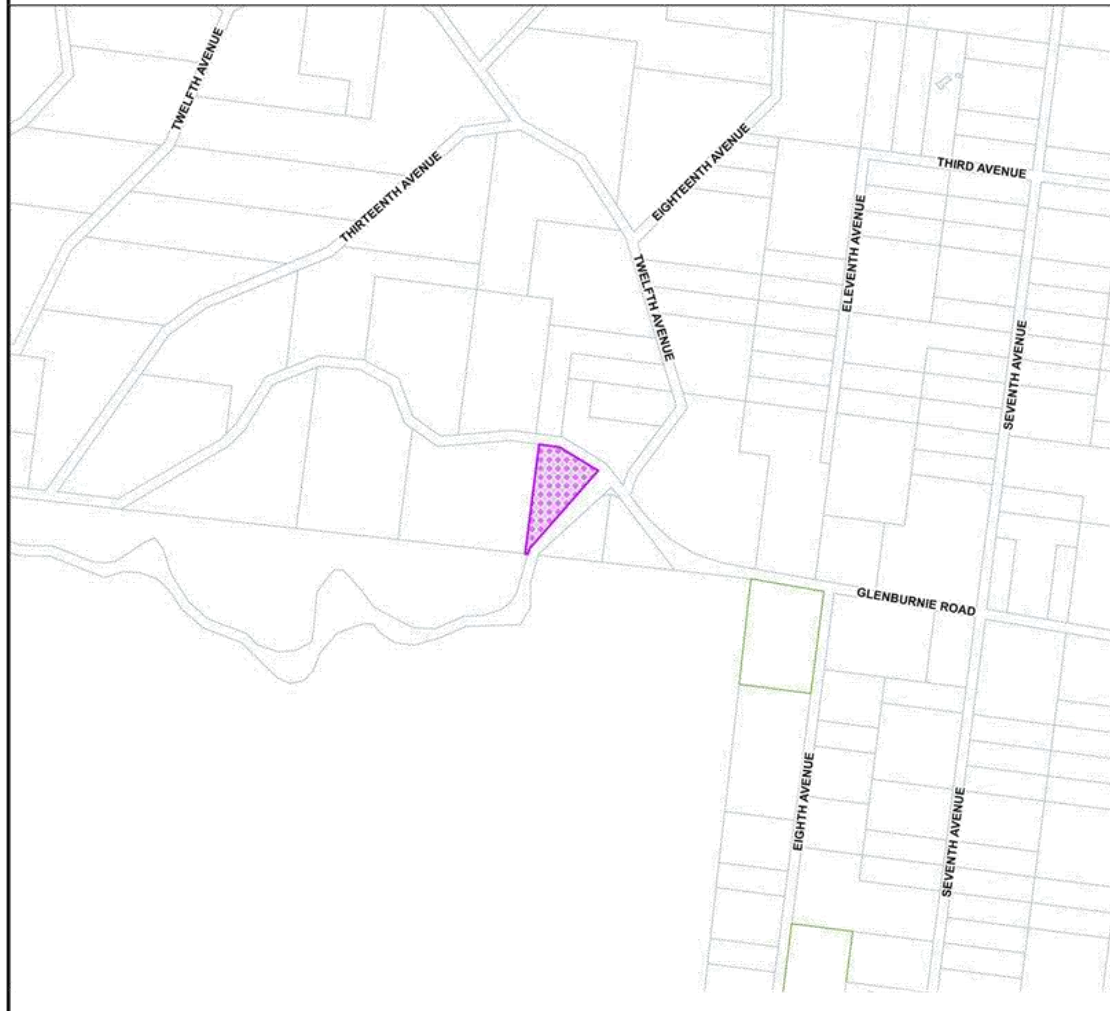 TWELFTH AVENUE
THIRTEENTH AVENUE
EIGHTEENTH AVENUE
THIRD AVENUE
ELEVENTH AVENUE
TWELFTH AVENUE
SEVENTH AVENUE
GLENBURNIE ROAD
EIGHTH AVENUE
SEVENTH AVENUE